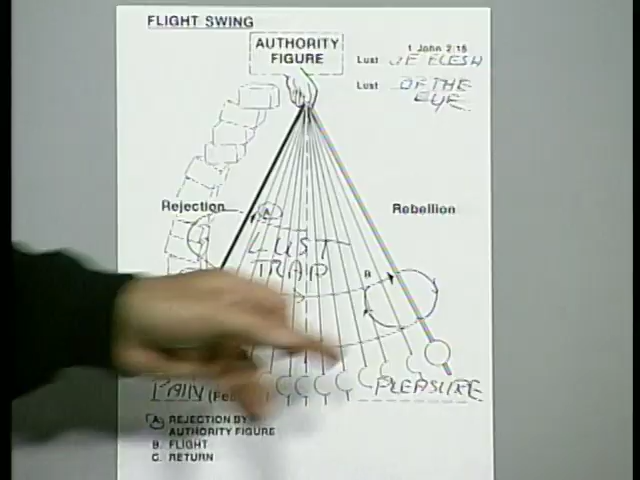 FLIGHT SWING
AUTHORITY
FIGURE
1 John 2:15
Lust OF FLESH
Lust OF THE
EYE
Rejection
A
Rebellion
LUST
TRAP
B
PAIN
PLEASURE
A. REJECTION BY
AUTHORITY FIGURE
B. FLIGHT
C. RETURN